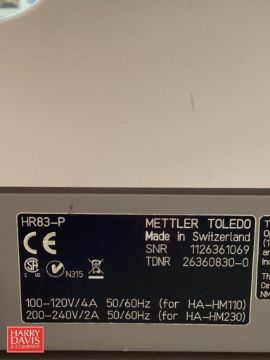 HR83-P METTLER TOLEDO
Made in Switzerland
SNR 1126361069
TDNR 26360830-0
CE
N315
100-120V/4A 50/60Hz (for HA-HM110)
200-240V/2A 50/60Hz (for HA-HM230)
HARRY
DAVIS
& COMPANY